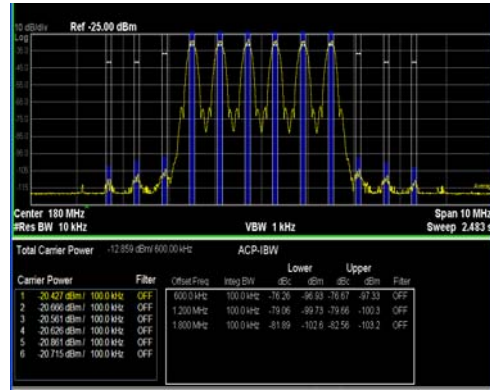 10 dB/div Ref -25.00 dBm
Log
Center 180 MHz Span 10 MHz
#Res BW 10 kHz VBW 1 kHz Sweep 2.483 s
Total Carrier Power -12.859 dBm/ 600.00 kHz ACP-IBW
Lower Upper
Carrier Power Filter Offset Freq Integ BW dBc dBm dBc dBm Filter
1 -20.427 dBm / 100.0 kHz OFF 600.0 kHz 100.0 kHz -76.26 -96.93 -76.67 -97.33 OFF
2 -20.666 dBm / 100.0 kHz OFF 1.200 MHz 100.0 kHz -79.06 -99.73 -79.66 -100.3 OFF
3 -20.561 dBm / 100.0 kHz OFF 1.800 MHz 100.0 kHz -81.89 -102.6 -82.56 -103.2 OFF
4 -20.626 dBm / 100.0 kHz OFF
5 -20.861 dBm / 100.0 kHz OFF
6 -20.715 dBm / 100.0 kHz OFF